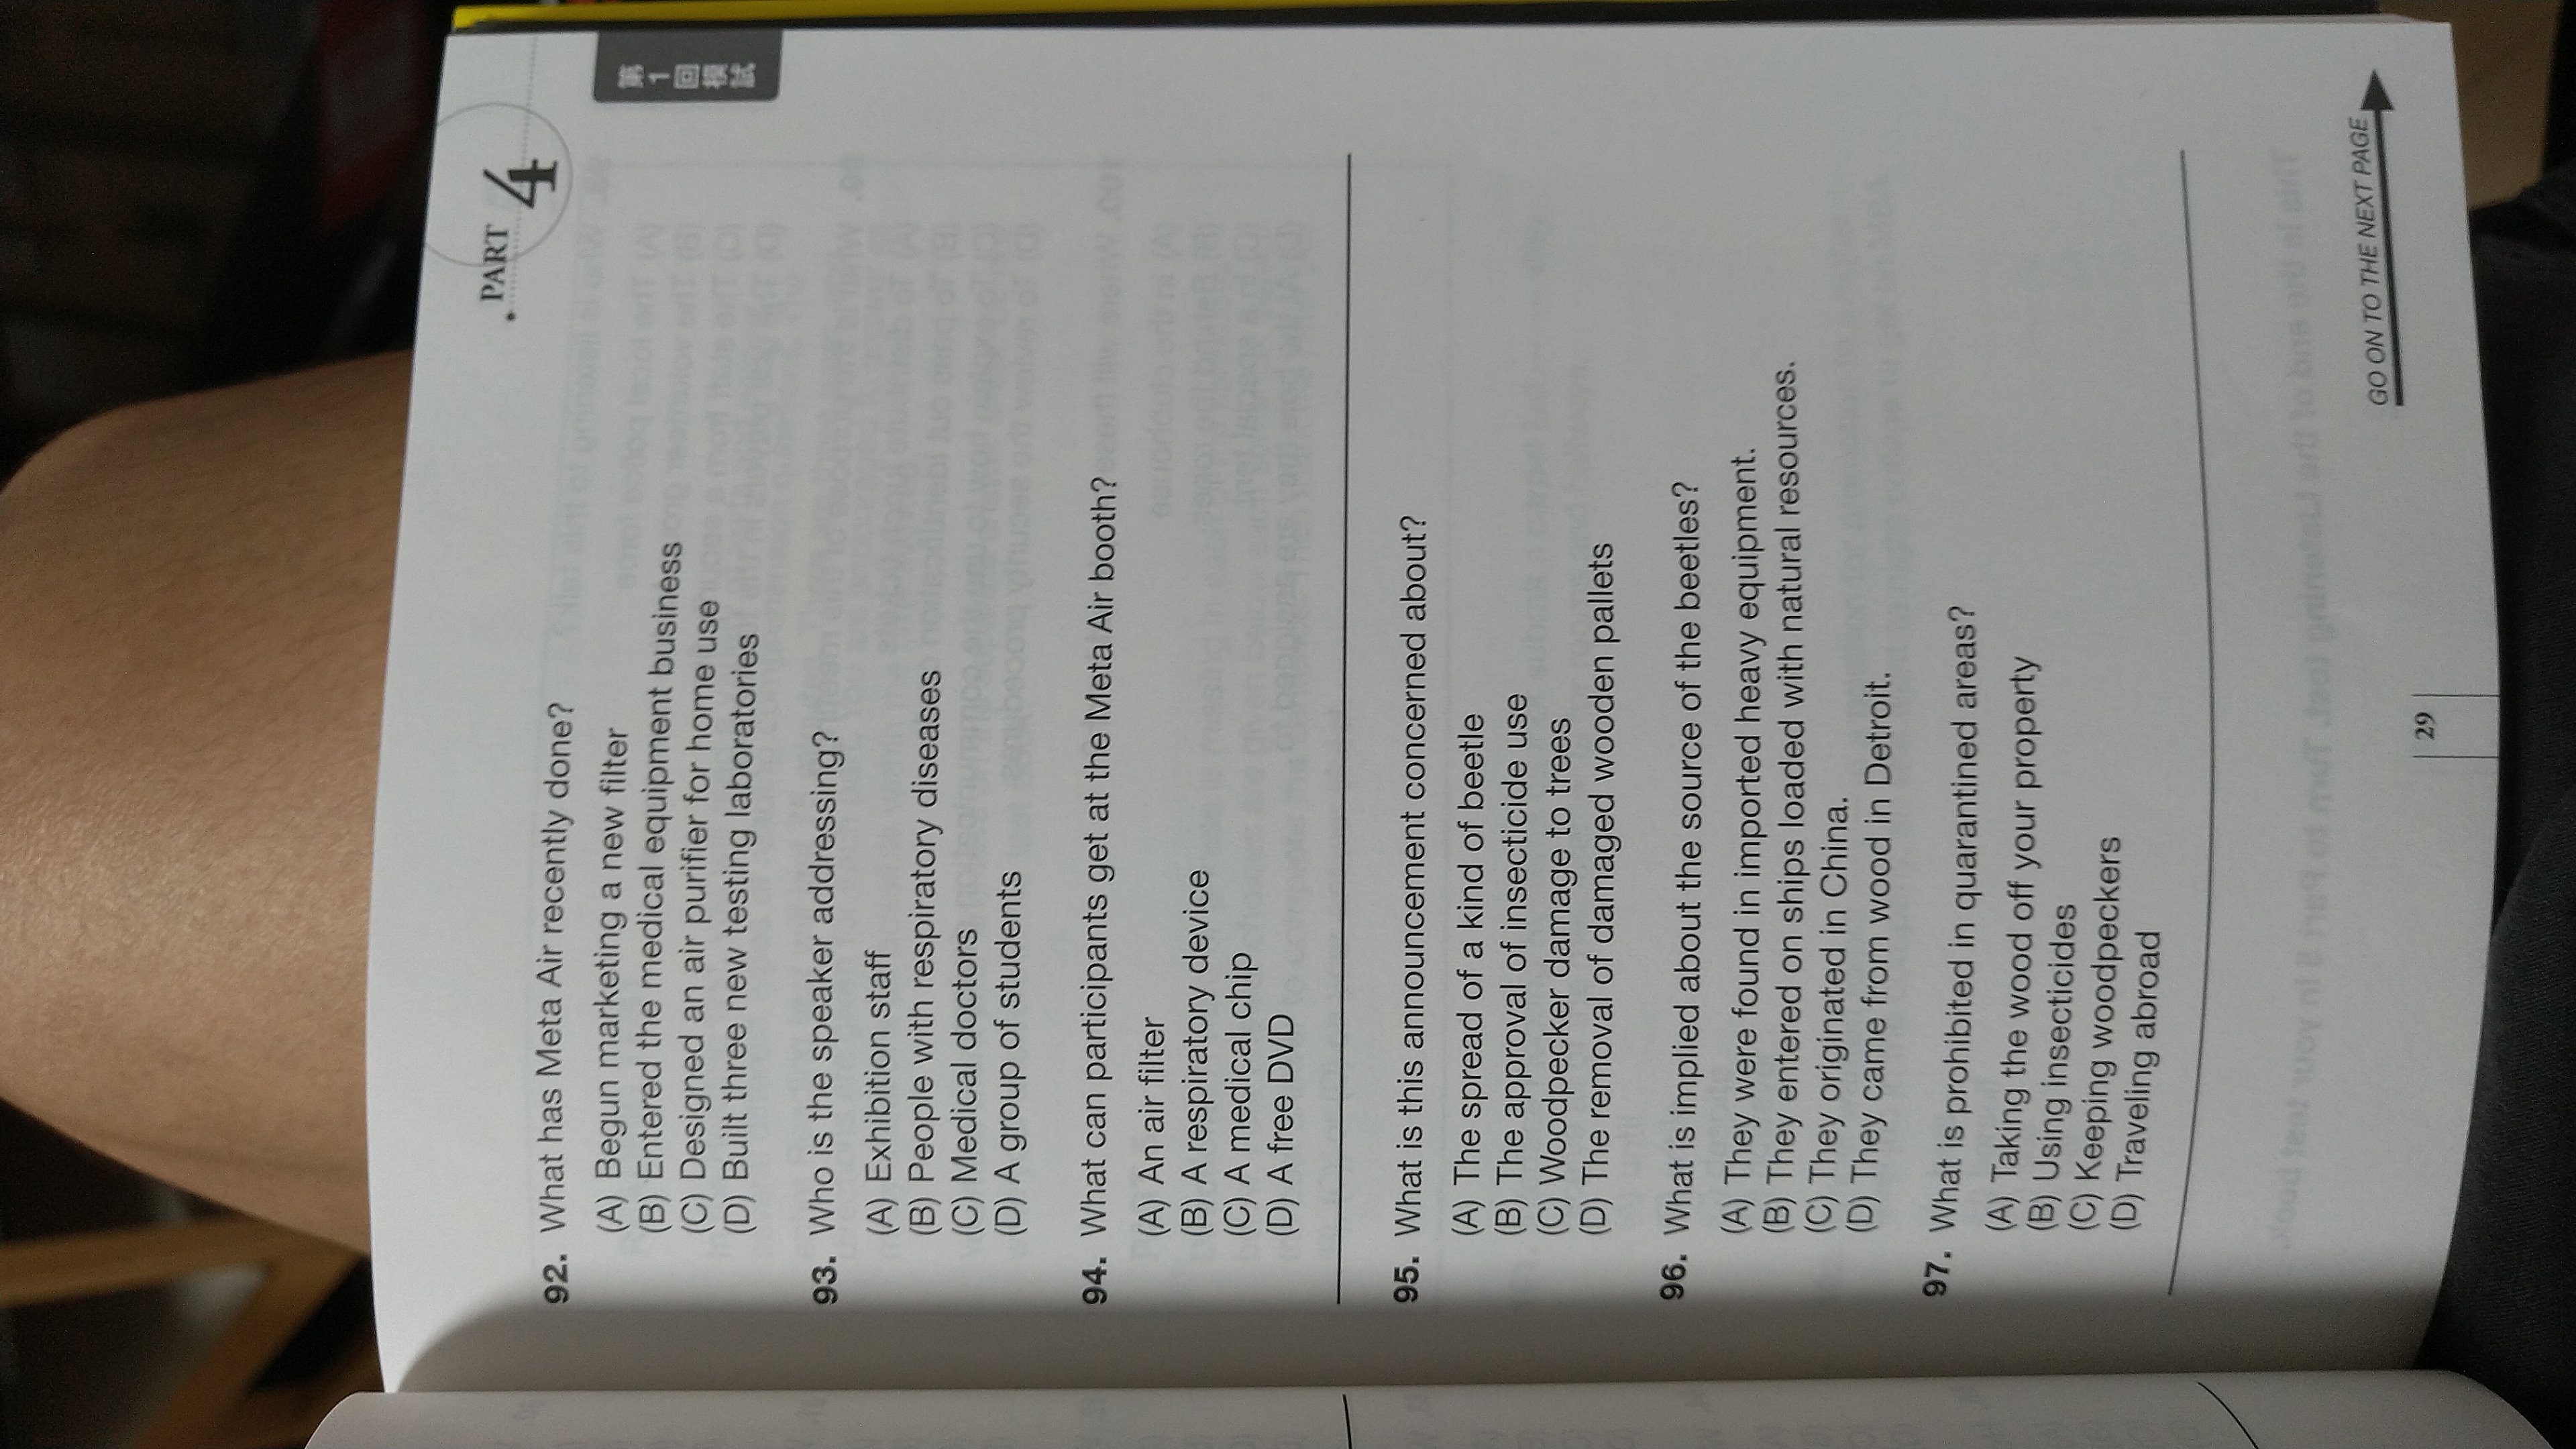 PART 4
第1回模試
92. What has Meta Air recently done?
(A) Begun marketing a new filter
(B) Entered the medical equipment business
(C) Designed an air purifier for home use
(D) Built three new testing laboratories
93. Who is the speaker addressing?
(A) Exhibition staff
(B) People with respiratory diseases
(C) Medical doctors
(D) A group of students
94. What can participants get at the Meta Air booth?
(A) An air filter
(B) A respiratory device
(C) A medical chip
(D) A free DVD
95. What is this announcement concerned about?
(A) The spread of a kind of beetle
(B) The approval of insecticide use
(C) Woodpecker damage to trees
(D) The removal of damaged wooden pallets
96. What is implied about the source of the beetles?
(A) They were found in imported heavy equipment.
(B) They entered on ships loaded with natural resources.
(C) They originated in China.
(D) They came from wood in Detroit.
97. What is prohibited in quarantined areas?
(A) Taking the wood off your property
(B) Using insecticides
(C) Keeping woodpeckers
(D) Traveling abroad
GO ON TO THE NEXT PAGE
29